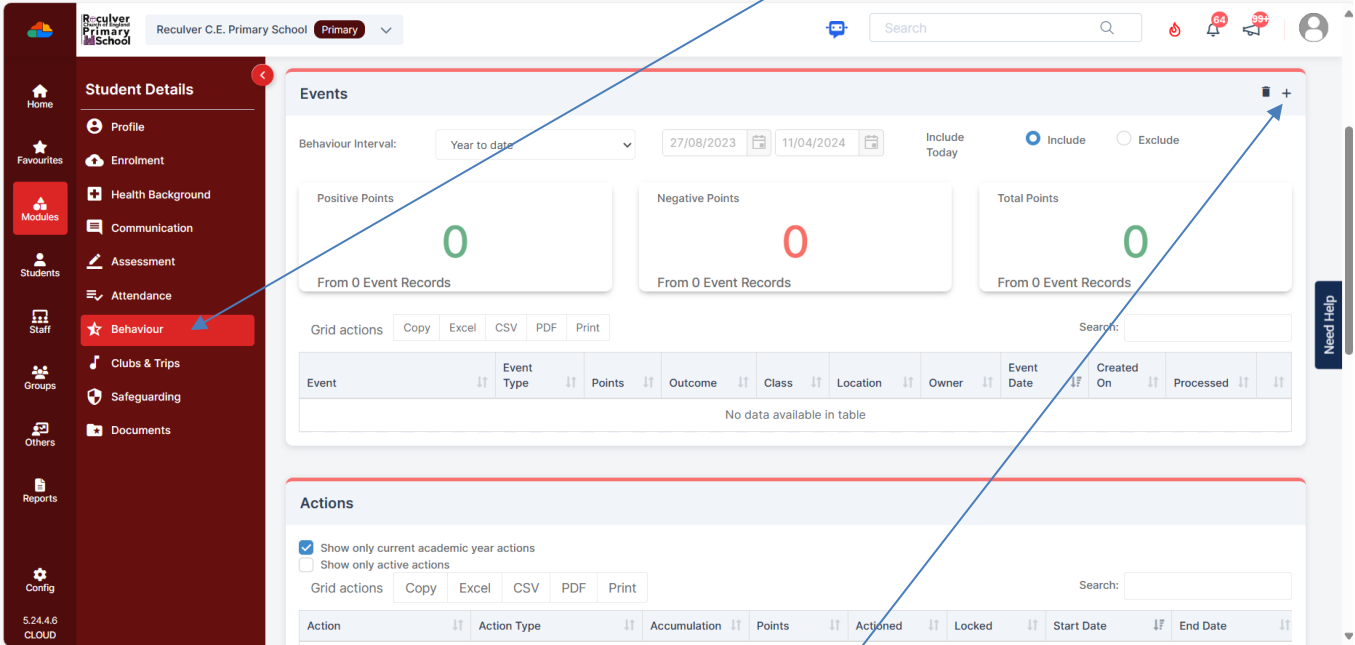 Reculver
Church of England
Primary
School
Reculver C.E. Primary School Primary
Search
64
99+
Home
Favourites
Modules
Students
Staff
Groups
Others
Reports
Config
5.24.4.6
CLOUD
Student Details
Profile
Enrolment
Health Background
Communication
Assessment
Attendance
Behaviour
Clubs & Trips
Safeguarding
Documents
Events
Behaviour Interval:
Year to date
27/08/2023
11/04/2024
Include
Today
Include
Exclude
Positive Points
0
From 0 Event Records
Negative Points
0
From 0 Event Records
Total Points
0
From 0 Event Records
Grid actions Copy Excel CSV PDF Print
Search:
Event
Event
Type
Points
Outcome
Class
Location
Owner
Event
Date
Created
On
Processed
No data available in table
Need Help
Actions
Show only current academic year actions
Show only active actions
Grid actions Copy Excel CSV PDF Print
Search:
Action Action Type Accumulation Points Actioned Locked Start Date End Date